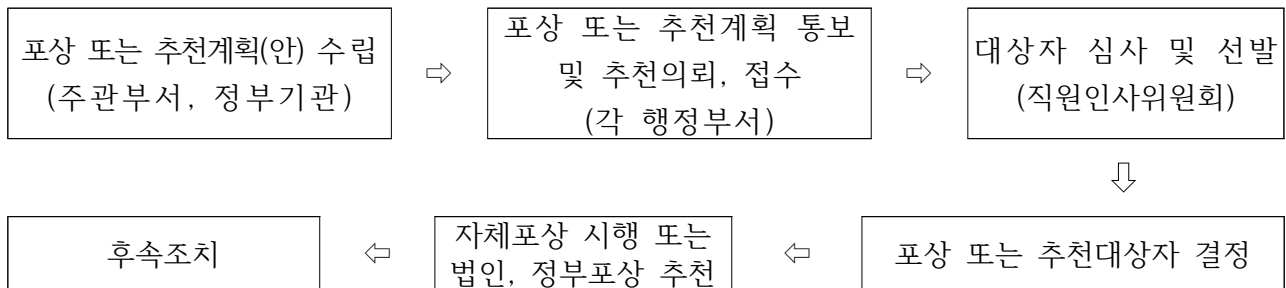 포상 또는 추천계획(안) 수립
(주관부서, 정부기관)
⇨
포상 또는 추천계획 통보
및 추천의뢰, 접수
(각 행정부서)
⇨
대상자 심사 및 선발
(직원인사위원회)
⇩
포상 또는 추천대상자 결정
⇦
자체포상 시행 또는
법인, 정부포상 추천
⇦
후속조치